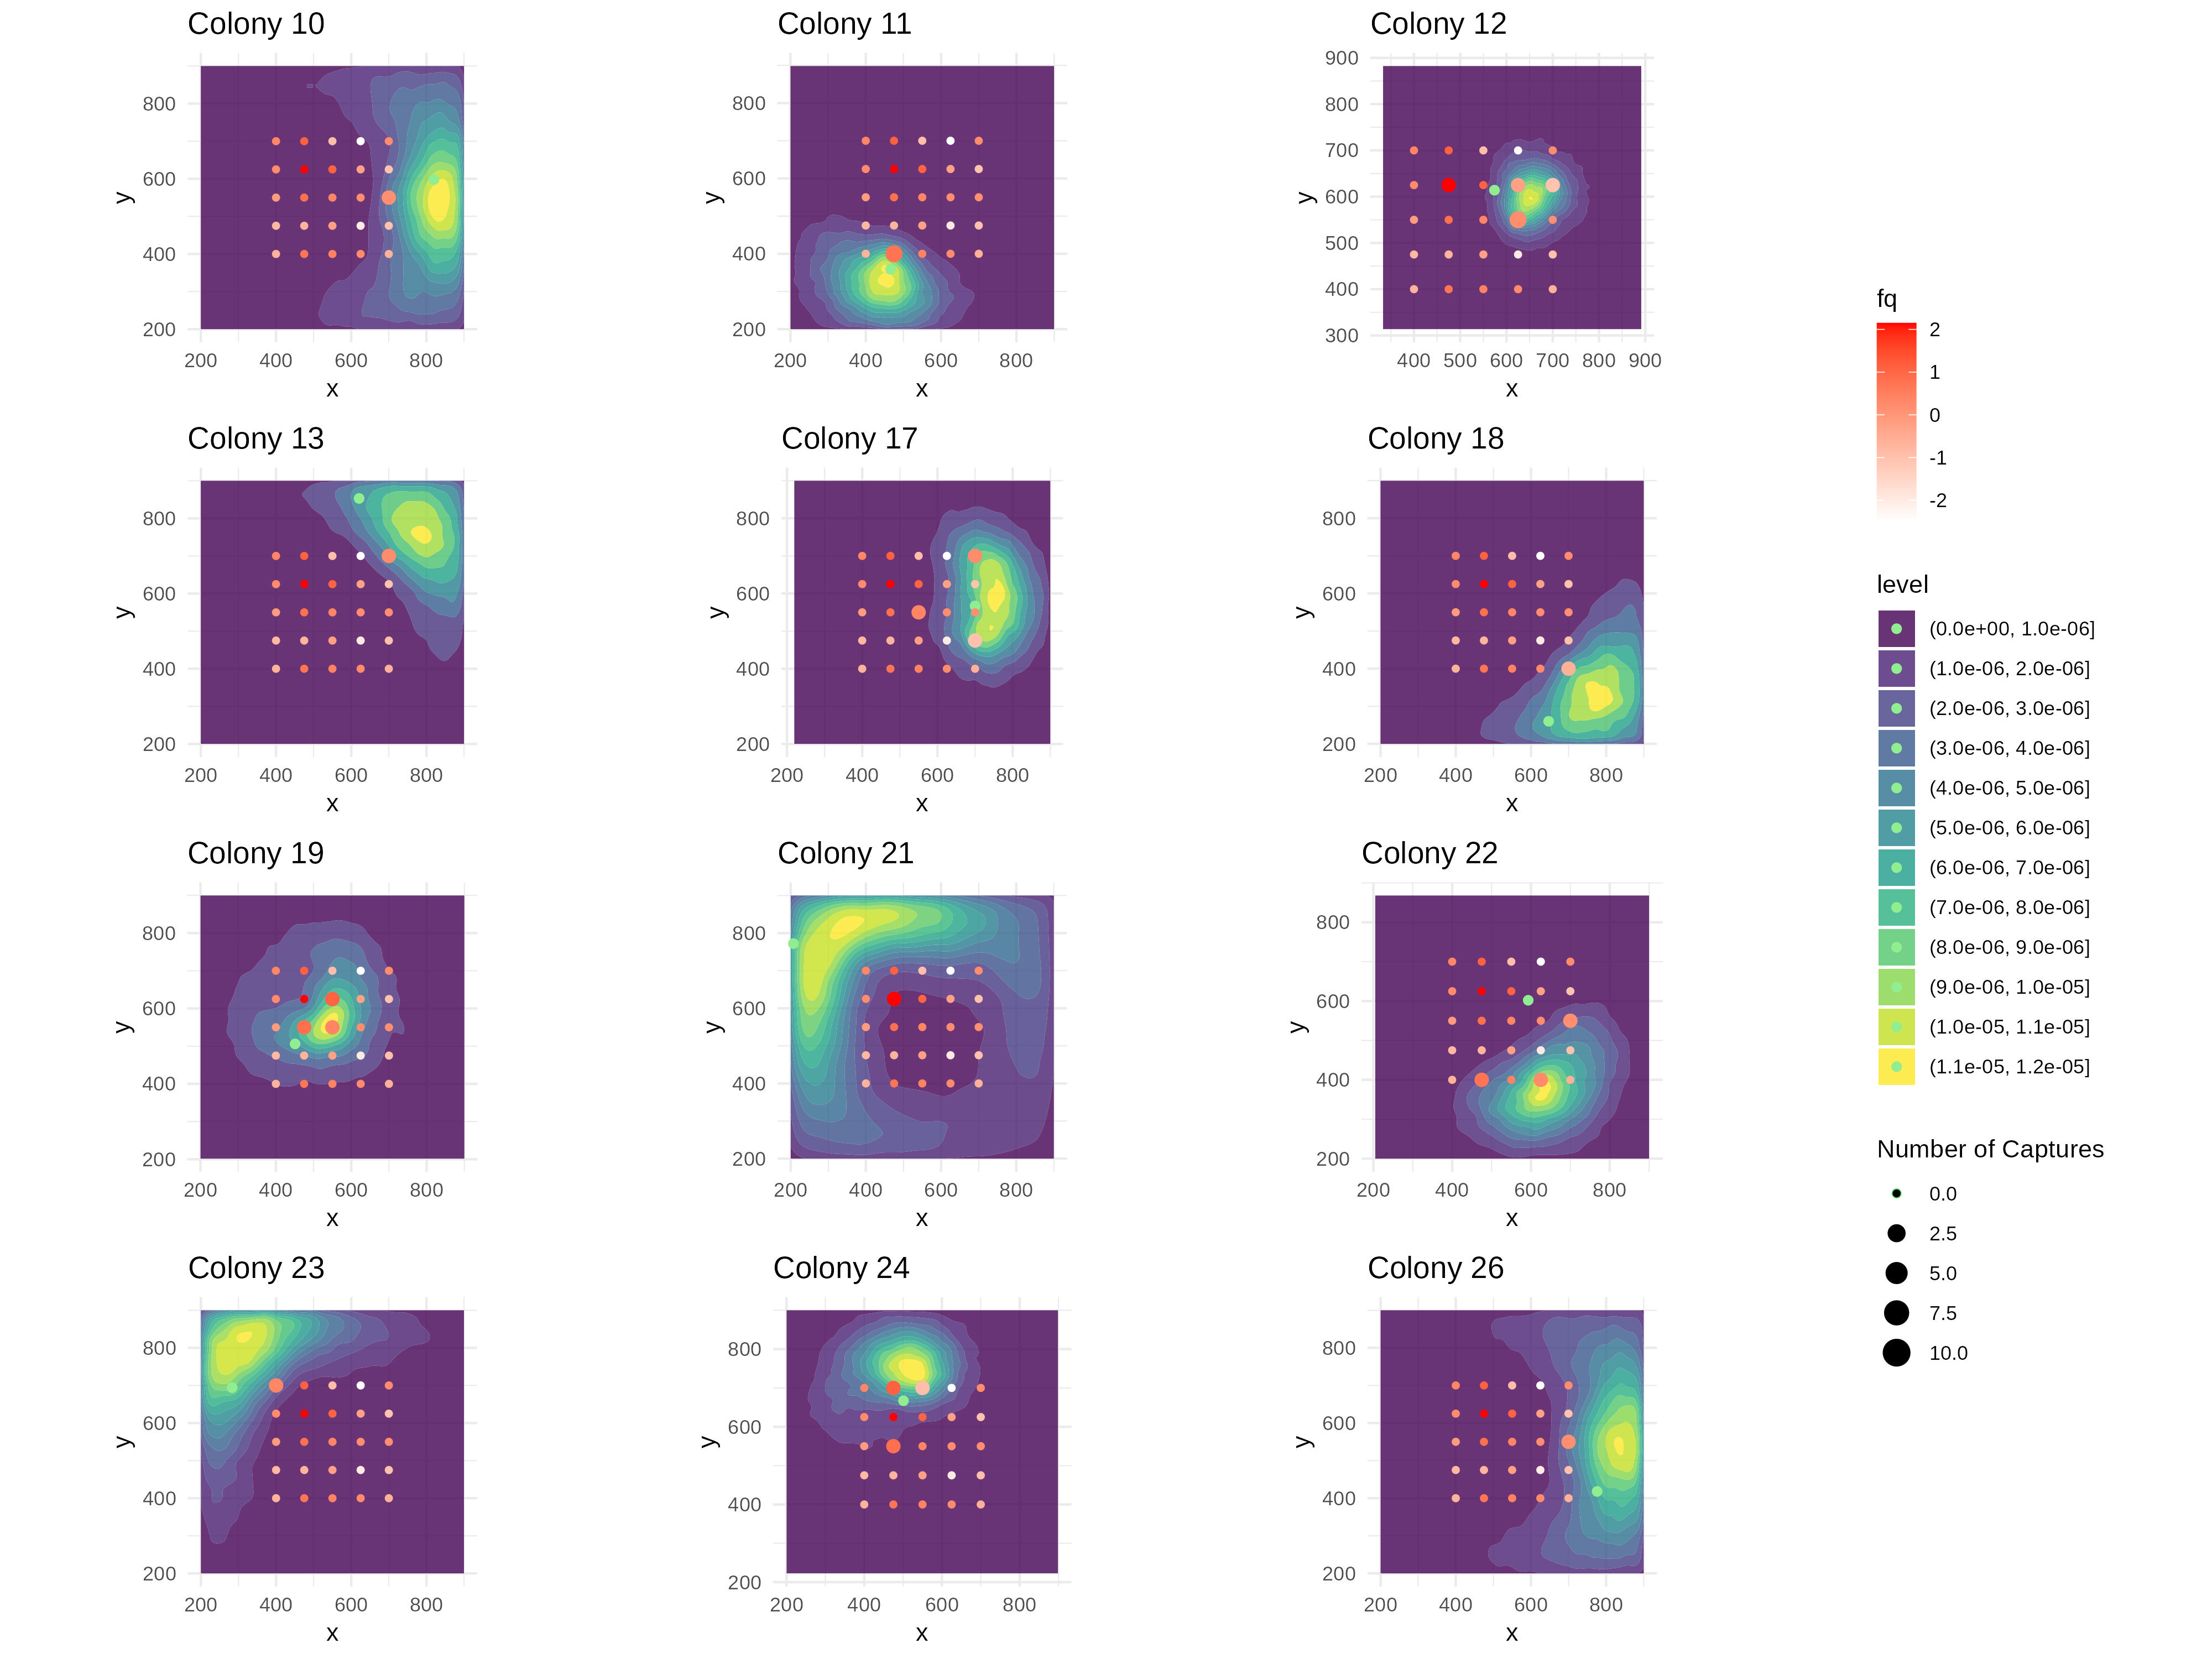 Colony 10
Colony 11
Colony 12
800
600
400
200
y
200 400 600 800
x
800
600
400
200
y
200 400 600 800
x
900
800
700
600
500
400
300
y
400 500 600 700 800 900
x
Colony 13
Colony 17
Colony 18
800
600
400
200
y
200 400 600 800
x
800
600
400
200
y
200 400 600 800
x
800
600
400
200
y
200 400 600 800
x
Colony 19
Colony 21
Colony 22
800
600
400
200
y
200 400 600 800
x
800
600
400
200
y
200 400 600 800
x
800
600
400
200
y
200 400 600 800
x
Colony 23
Colony 24
Colony 26
800
600
400
200
y
200 400 600 800
x
800
600
400
200
y
200 400 600 800
x
800
600
400
200
y
200 400 600 800
x
fq
2
1
0
-1
-2
level
(0.0e+00, 1.0e-06]
(1.0e-06, 2.0e-06]
(2.0e-06, 3.0e-06]
(3.0e-06, 4.0e-06]
(4.0e-06, 5.0e-06]
(5.0e-06, 6.0e-06]
(6.0e-06, 7.0e-06]
(7.0e-06, 8.0e-06]
(8.0e-06, 9.0e-06]
(9.0e-06, 1.0e-05]
(1.0e-05, 1.1e-05]
(1.1e-05, 1.2e-05]
Number of Captures
0.0
2.5
5.0
7.5
10.0